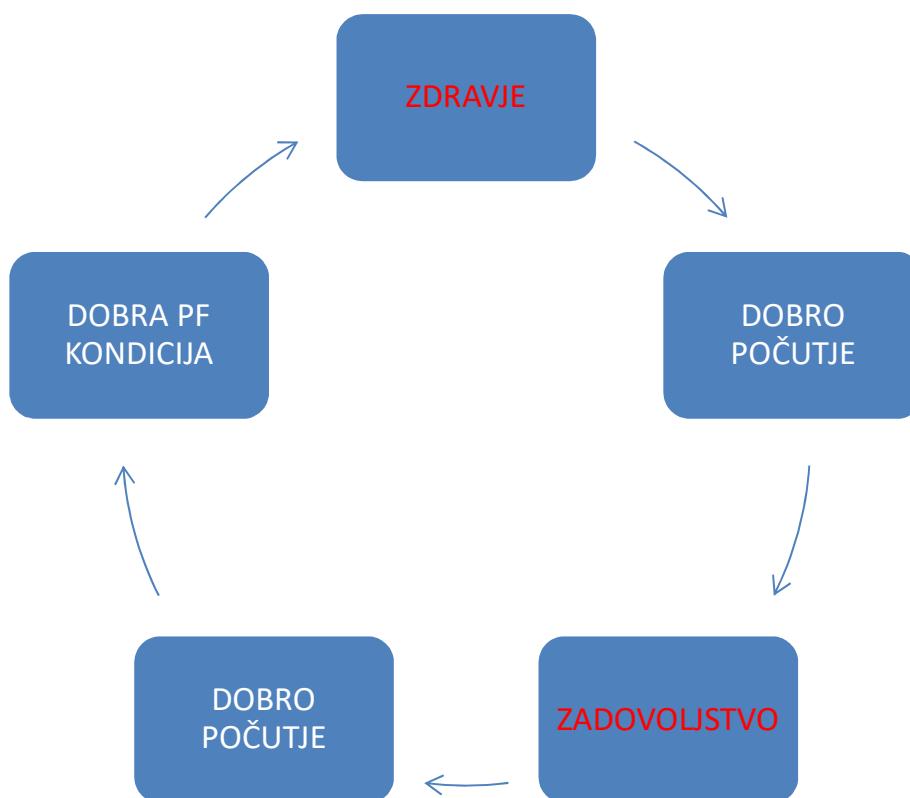 ZDRAVJE
DOBRO
POČUTJE
ZADOVOLJSTVO
DOBRO
POČUTJE
DOBRA PF
KONDICIJA